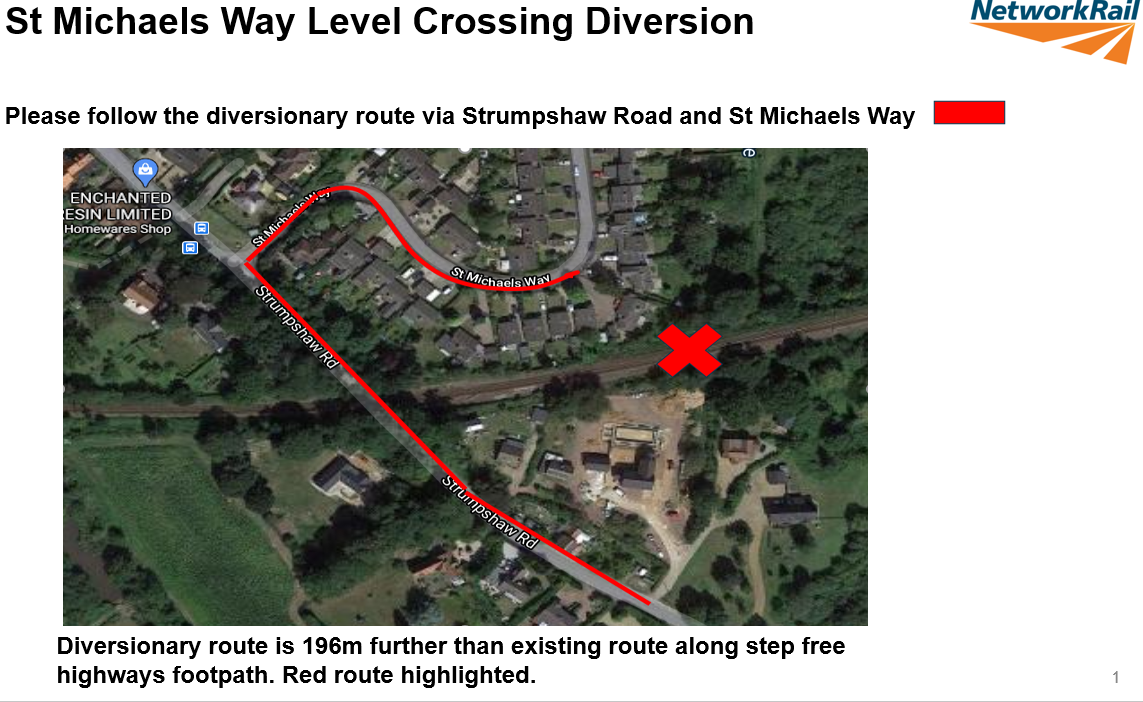 St Michaels Way Level Crossing Diversion
NetworkRail
Please follow the diversionary route via Strumpshaw Road and St Michaels Way
ENCHANTED
ESIN LIMITED
Homewares Shop
St Michaels Way
St Michaels Way
Strumpshaw Rd
Strumpshaw Rd
Diversionary route is 196m further than existing route along step free
highways footpath. Red route highlighted.
1